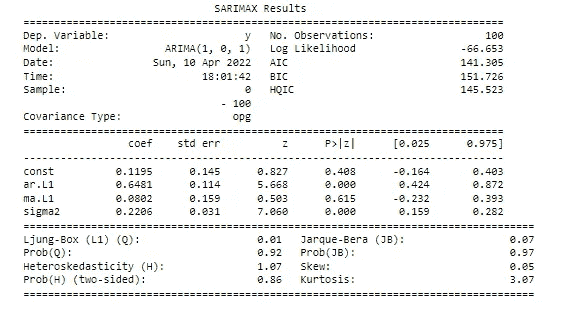 SARIMAX Results
==============================================================================
Dep. Variable: y No. Observations: 100
Model: ARIMA(1, 0, 1) Log Likelihood -66.653
Date: Sun, 10 Apr 2022 AIC 141.305
Time: 18:01:42 BIC 151.726
Sample: 0 HQIC 145.523
- 100
Covariance Type: opg
==============================================================================
coef std err z P>|z| [0.025 0.975]
------------------------------------------------------------------------------
const 0.1195 0.145 0.827 0.408 -0.164 0.403
ar.L1 0.6481 0.114 5.668 0.000 0.424 0.872
ma.L1 0.0802 0.159 0.503 0.615 -0.232 0.393
sigma2 0.2206 0.031 7.060 0.000 0.159 0.282
==============================================================================
Ljung-Box (L1) (Q): 0.01 Jarque-Bera (JB): 0.07
Prob(Q): 0.92 Prob(JB): 0.97
Heteroskedasticity (H): 1.07 Skew: 0.05
Prob(H) (two-sided): 0.86 Kurtosis: 3.07
==============================================================================